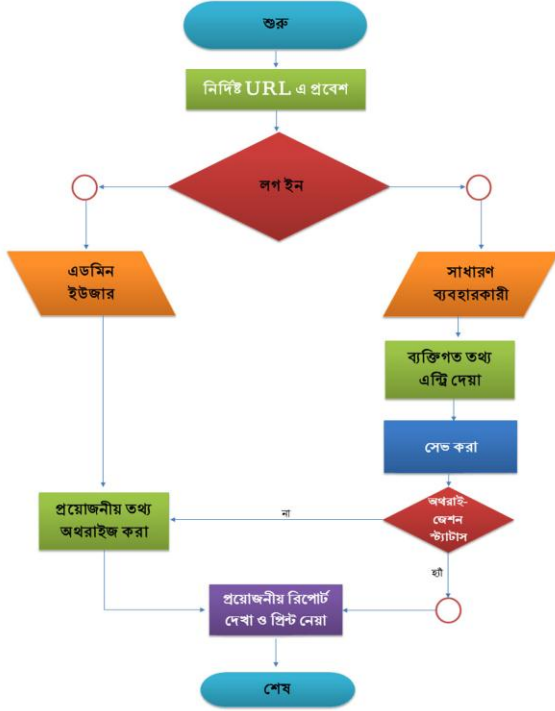 শুরু
নির্দিষ্ট URL এ প্রবেশ
লগ ইন
এডমিন
ইউজার
সাধারণ
ব্যবহারকারী
ব্যক্তিগত তথ্য
এন্ট্রি দেয়া
সেভ করা
অথরাই-
জেশন
স্ট্যাটাস
না
প্রয়োজনীয় তথ্য
অথরাইজ করা
হ্যাঁ
প্রয়োজনীয় রিপোর্ট
দেখা ও প্রিন্ট নেয়া
শেষ